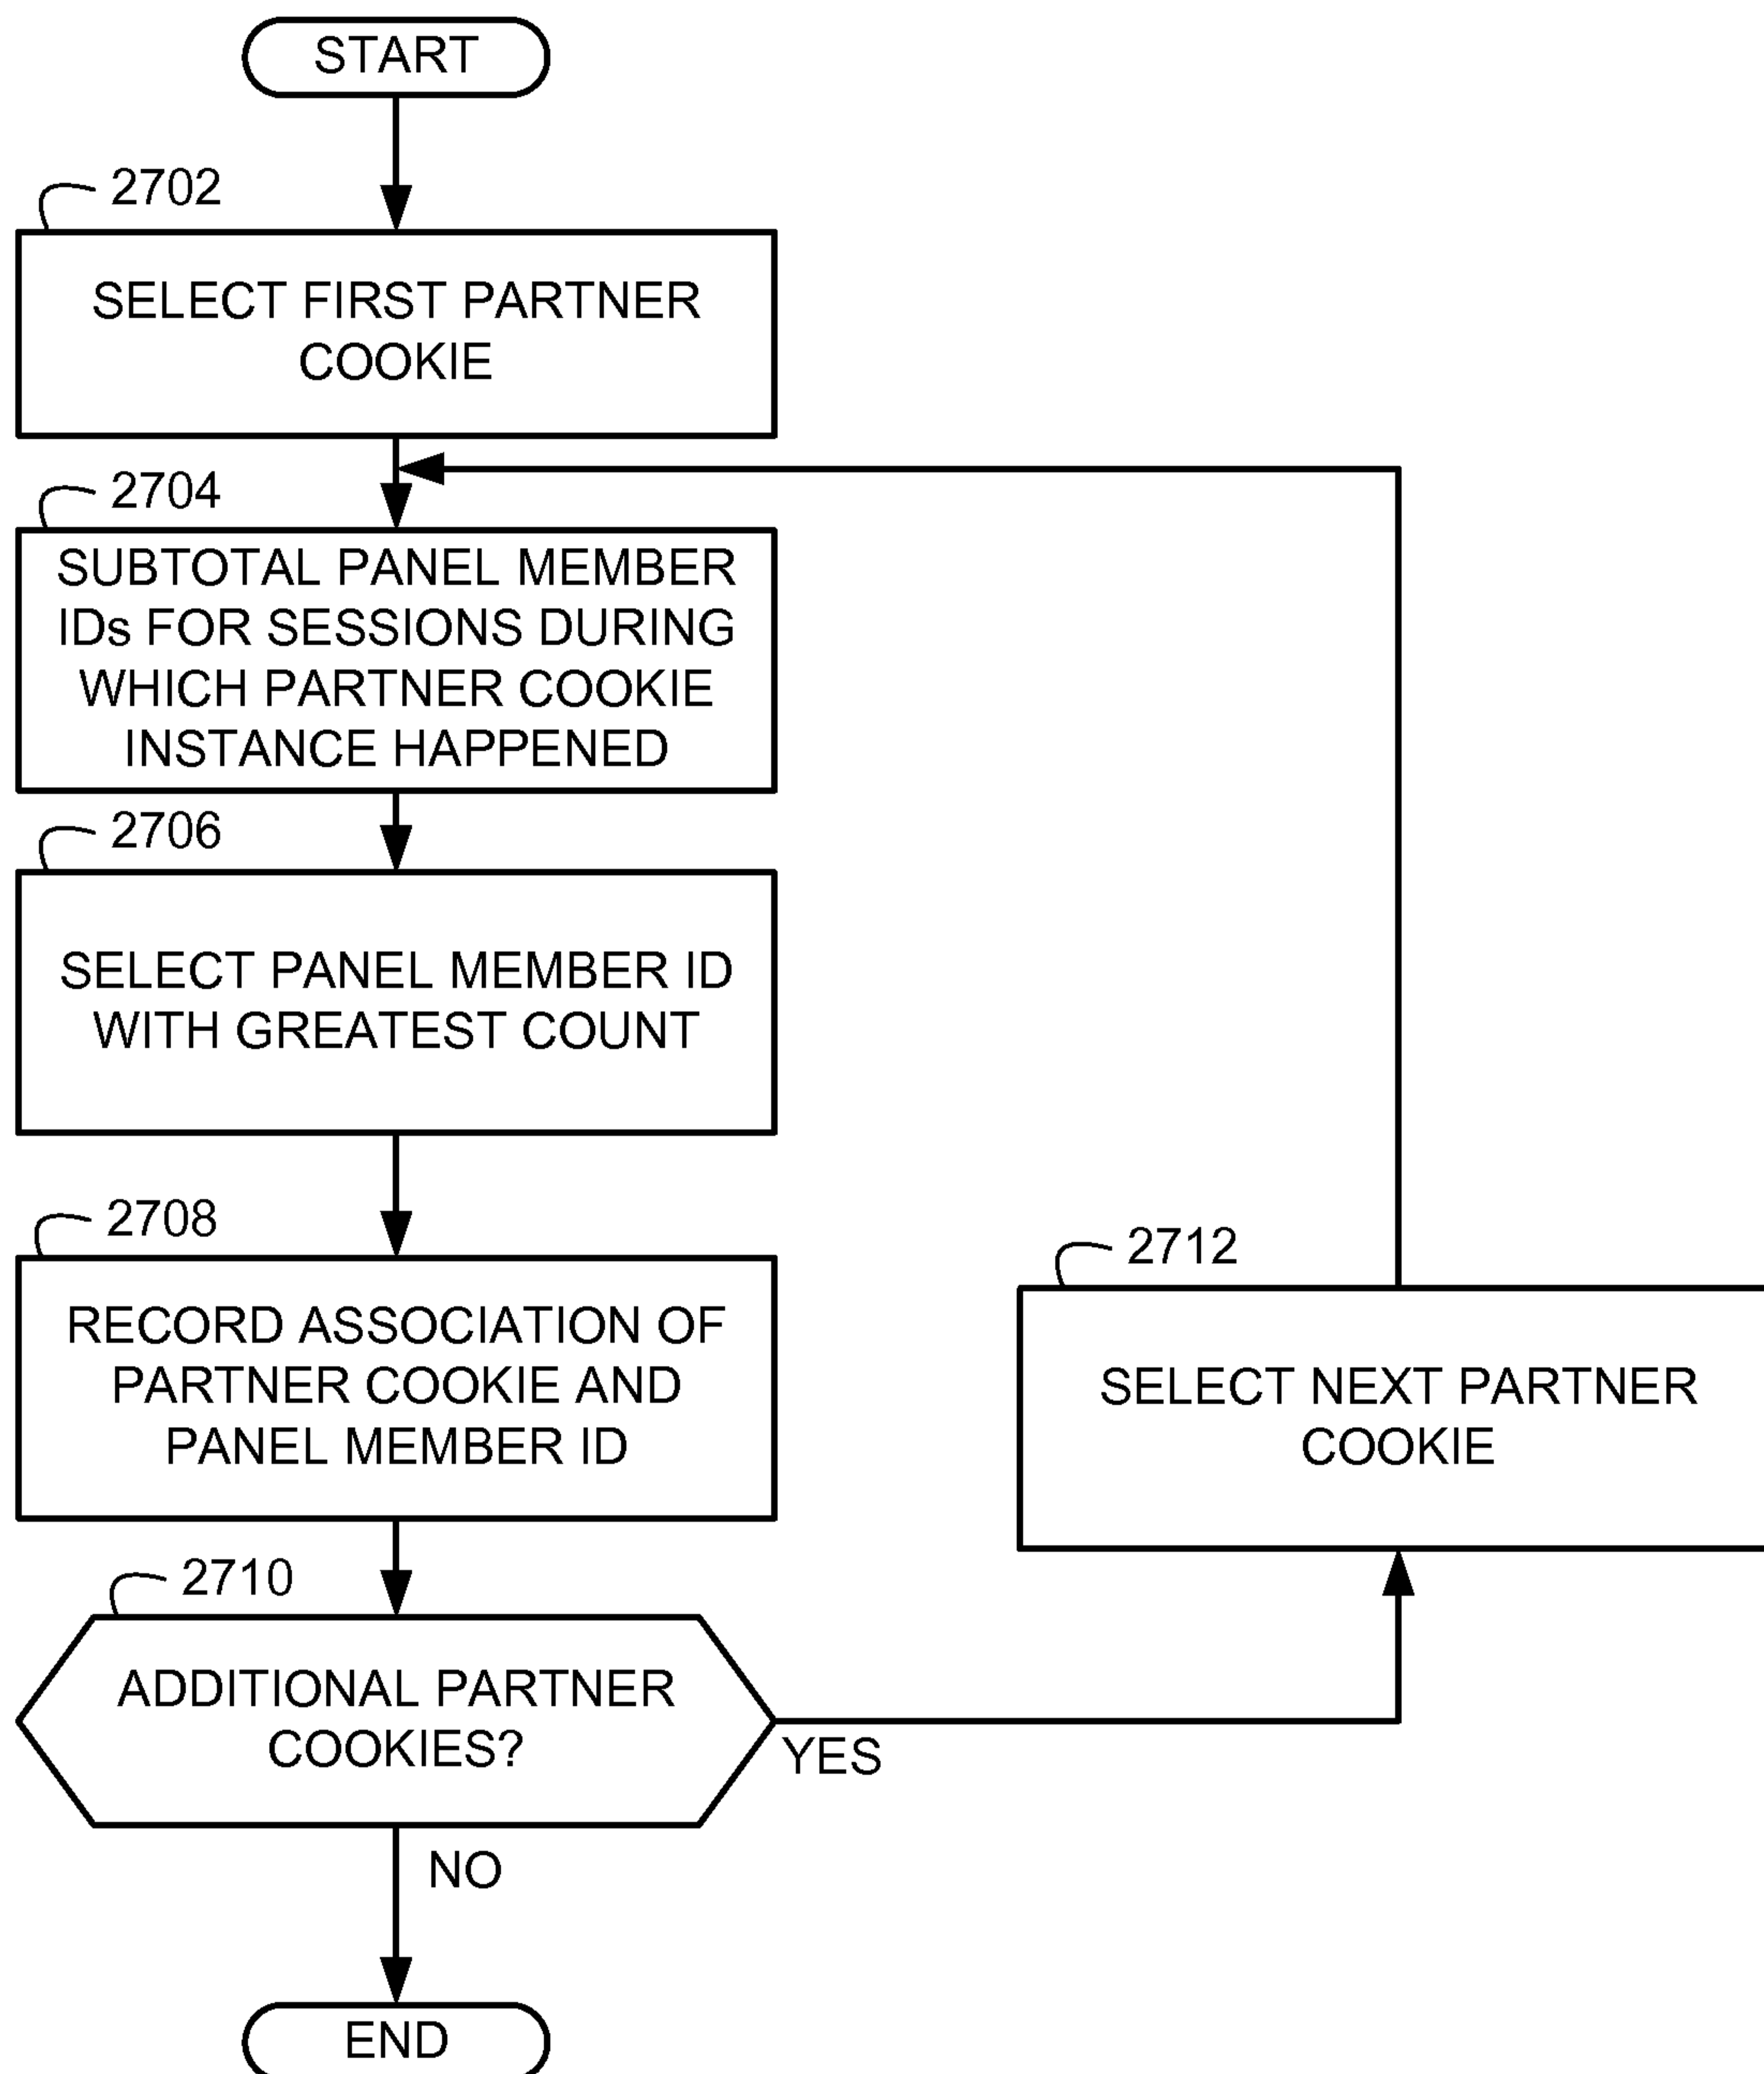 START
2702
SELECT FIRST PARTNER
COOKIE
2704
SUBTOTAL PANEL MEMBER
IDs FOR SESSIONS DURING
WHICH PARTNER COOKIE
INSTANCE HAPPENED
2706
SELECT PANEL MEMBER ID
WITH GREATEST COUNT
2708
RECORD ASSOCIATION OF
PARTNER COOKIE AND
PANEL MEMBER ID
2712
SELECT NEXT PARTNER
COOKIE
2710
ADDITIONAL PARTNER
COOKIES?
YES
NO
END